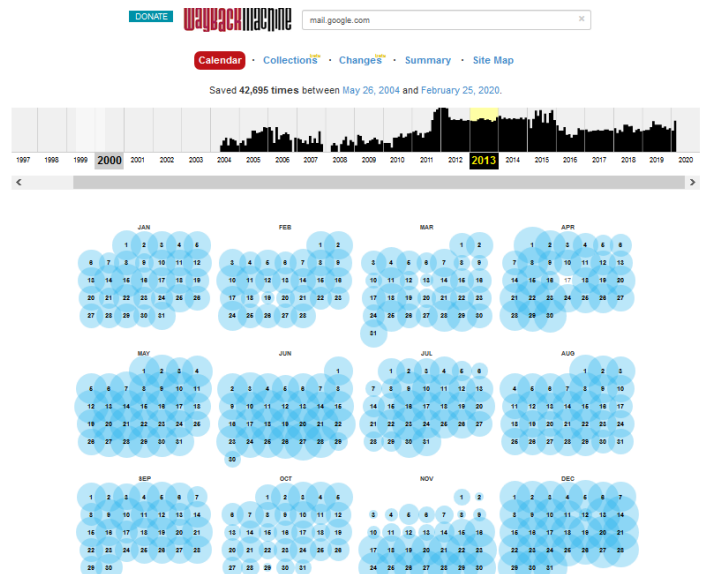 DONATE WayBackMachine mail.google.com ×
Calendar · Collections beta · Changes beta · Summary · Site Map
Saved 42,695 times between May 26, 2004 and February 25, 2020.
1997 1998 1999 2000 2001 2002 2003 2004 2005 2006 2007 2008 2009 2010 2011 2012 2013 2014 2015 2016 2017 2018 2019 2020
JAN FEB MAR APR
1 2 3 4 5 1 2 1 2 1 2 3 4 5 6
6 7 8 9 10 11 12 3 4 5 6 7 8 9 3 4 5 6 7 8 9 7 8 9 10 11 12 13
13 14 15 16 17 18 19 10 11 12 13 14 15 16 10 11 12 13 14 15 16 14 15 16 17 18 19 20
20 21 22 23 24 25 26 17 18 19 20 21 22 23 17 18 19 20 21 22 23 21 22 23 24 25 26 27
27 28 29 30 31 24 25 26 27 28 24 25 26 27 28 29 30 28 29 30
31
MAY JUN JUL AUG
1 2 3 4 1 1 2 3 4 5 6 1 2 3
5 6 7 8 9 10 11 2 3 4 5 6 7 8 7 8 9 10 11 12 13 4 5 6 7 8 9 10
12 13 14 15 16 17 18 9 10 11 12 13 14 15 14 15 16 17 18 19 20 11 12 13 14 15 16 17
19 20 21 22 23 24 25 16 17 18 19 20 21 22 21 22 23 24 25 26 27 18 19 20 21 22 23 24
26 27 28 29 30 31 23 24 25 26 27 28 29 28 29 30 31 25 26 27 28 29 30 31
30
SEP OCT NOV DEC
1 2 3 4 5 6 7 1 2 3 4 5 1 2 1 2 3 4 5 6 7
8 9 10 11 12 13 14 6 7 8 9 10 11 12 3 4 5 6 7 8 9 8 9 10 11 12 13 14
15 16 17 18 19 20 21 13 14 15 16 17 18 19 10 11 12 13 14 15 16 15 16 17 18 19 20 21
22 23 24 25 26 27 28 20 21 22 23 24 25 26 17 18 19 20 21 22 23 22 23 24 25 26 27 28
29 30 27 28 29 30 31 24 25 26 27 28 29 30 29 30 31